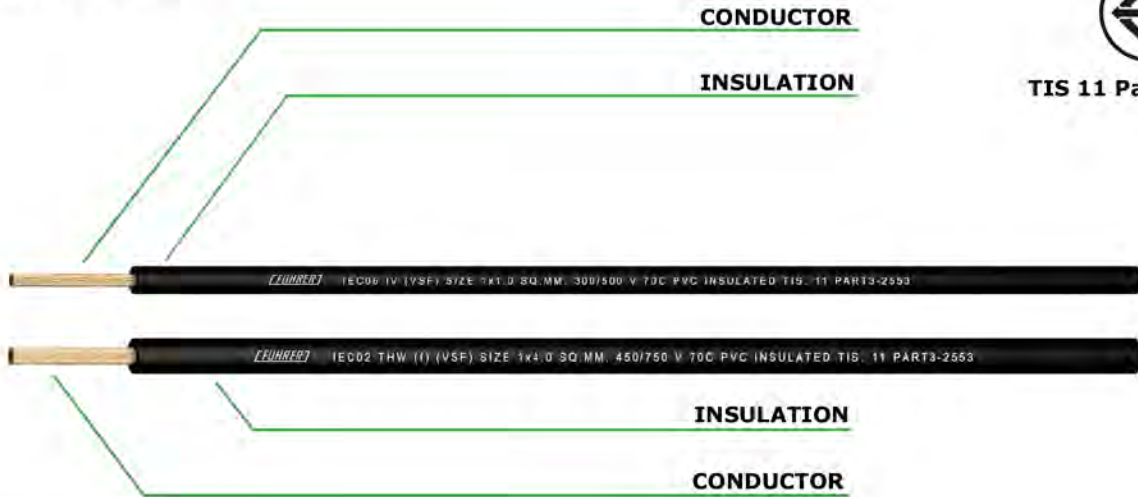 CONDUCTOR
INSULATION
TIS 11 Pa
FUHRER IEC06 IV (VSF) SIZE 1x1.0 SQ.MM. 300/500 V 70C PVC INSULATED TIS. 11 PART3-2553
FUHRER IEC02 THW (f) (VSF) SIZE 1x4.0 SQ.MM. 450/750 V 70C PVC INSULATED TIS. 11 PART3-2553
INSULATION
CONDUCTOR